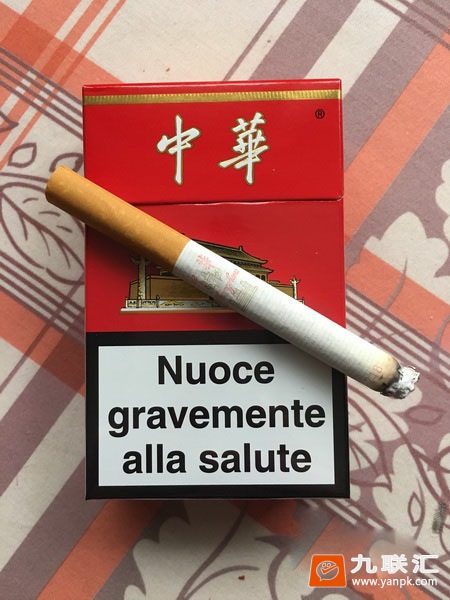 中華
®
Nuoce
gravemente
alla salute
九联汇
www.yanpk.com